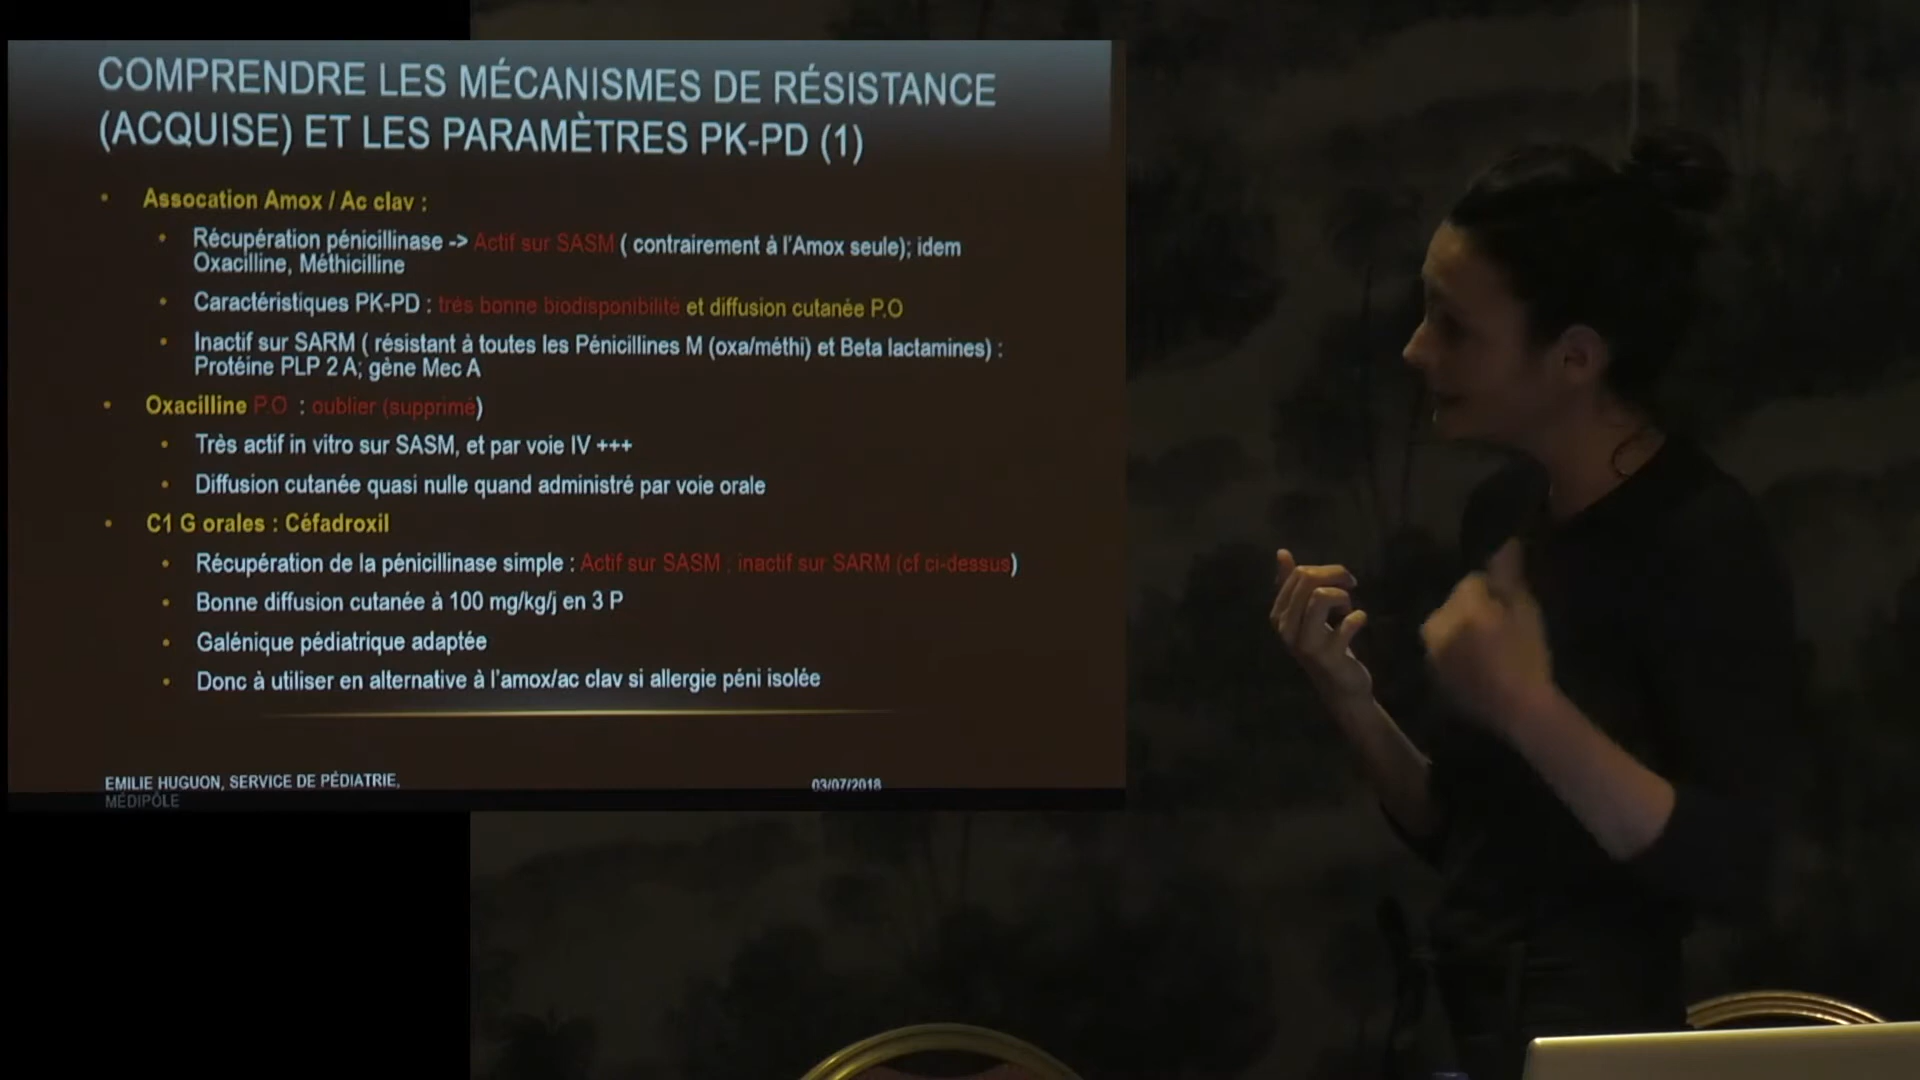 COMPRENDRE LES MÉCANISMES DE RÉSISTANCE
(ACQUISE) ET LES PARAMÈTRES PK-PD (1)
• Assocation Amox / Ac clav :
• Récupération pénicillinase -> Actif sur SASM ( contrairement à l'Amox seule); idem
Oxacilline, Méthicilline
• Caractéristiques PK-PD : très bonne biodisponibilité et diffusion cutanée P.O
• Inactif sur SARM ( résistant à toutes les Pénicillines M (oxa/méthi) et Beta lactamines) :
Protéine PLP 2 A; gène Mec A
• Oxacilline P.O : oublier (supprimé)
• Très actif in vitro sur SASM, et par voie IV +++
• Diffusion cutanée quasi nulle quand administré par voie orale
• C1 G orales : Céfadroxil
• Récupération de la pénicillinase simple : Actif sur SASM ; inactif sur SARM (cf ci-dessus)
• Bonne diffusion cutanée à 100 mg/kg/j en 3 P
• Galénique pédiatrique adaptée
• Donc à utiliser en alternative à l'amox/ac clav si allergie péni isolée
EMILIE HUGUON, SERVICE DE PÉDIATRIE,
MÉDIPÔLE
03/07/2018